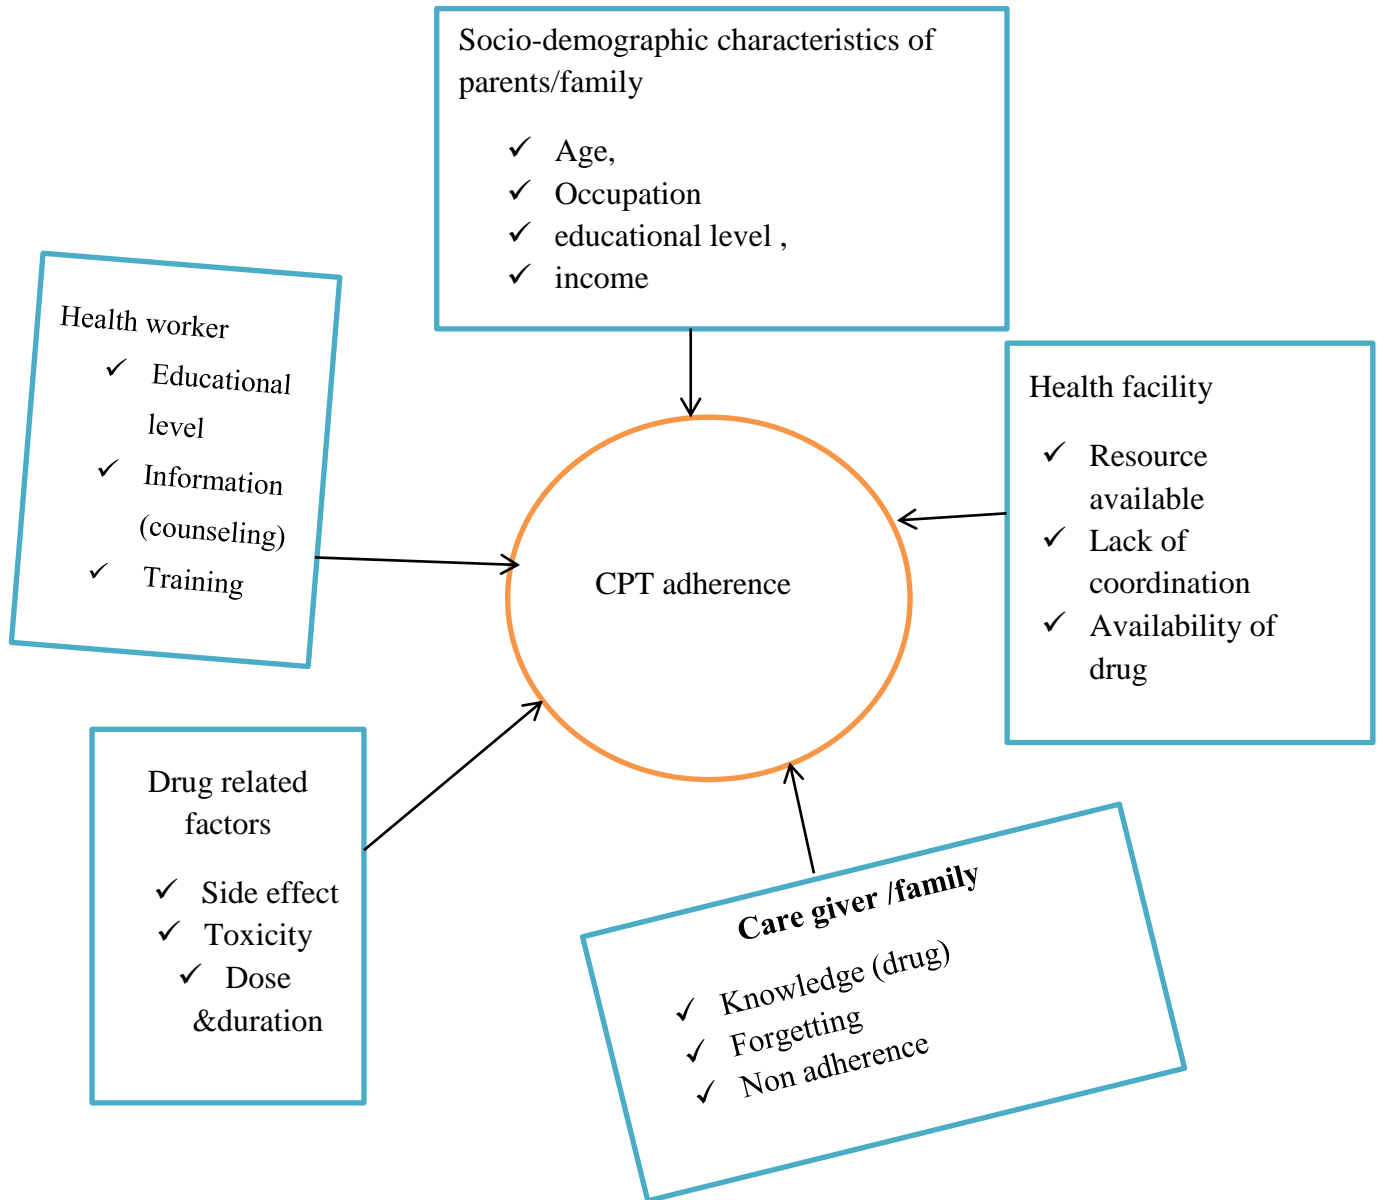 Socio-demographic characteristics of
parents/family
✓ Age,
✓ Occupation
✓ educational level ,
✓ income
Health worker
✓ Educational
level
✓ Information
(counseling)
✓ Training
Health facility
✓ Resource
available
✓ Lack of
coordination
✓ Availability of
drug
CPT adherence
Drug related
factors
✓ Side effect
✓ Toxicity
✓ Dose
&duration
Care giver /family
✓ Knowledge (drug)
✓ Forgetting
✓ Non adherence